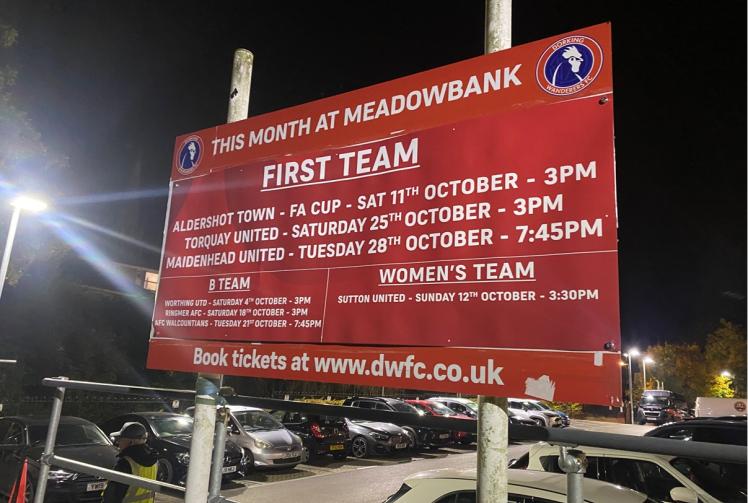 THIS MONTH AT MEADOWBANK
DORKING
WANDERERS FC
FIRST TEAM
ALDERSHOT TOWN - FA CUP - SAT 11TH OCTOBER - 3PM
TORQUAY UNITED - SATURDAY 25TH OCTOBER - 3PM
MAIDENHEAD UNITED - TUESDAY 28TH OCTOBER - 7:45PM
B TEAM
WORTHING UTD - SATURDAY 4TH OCTOBER - 3PM
RINGMER AFC - SATURDAY 18TH OCTOBER - 3PM
AFC WALCOUNTIANS - TUESDAY 21ST OCTOBER - 7:45PM
WOMEN'S TEAM
SUTTON UNITED - SUNDAY 12TH OCTOBER - 3:30PM
Book tickets at www.dwfc.co.uk